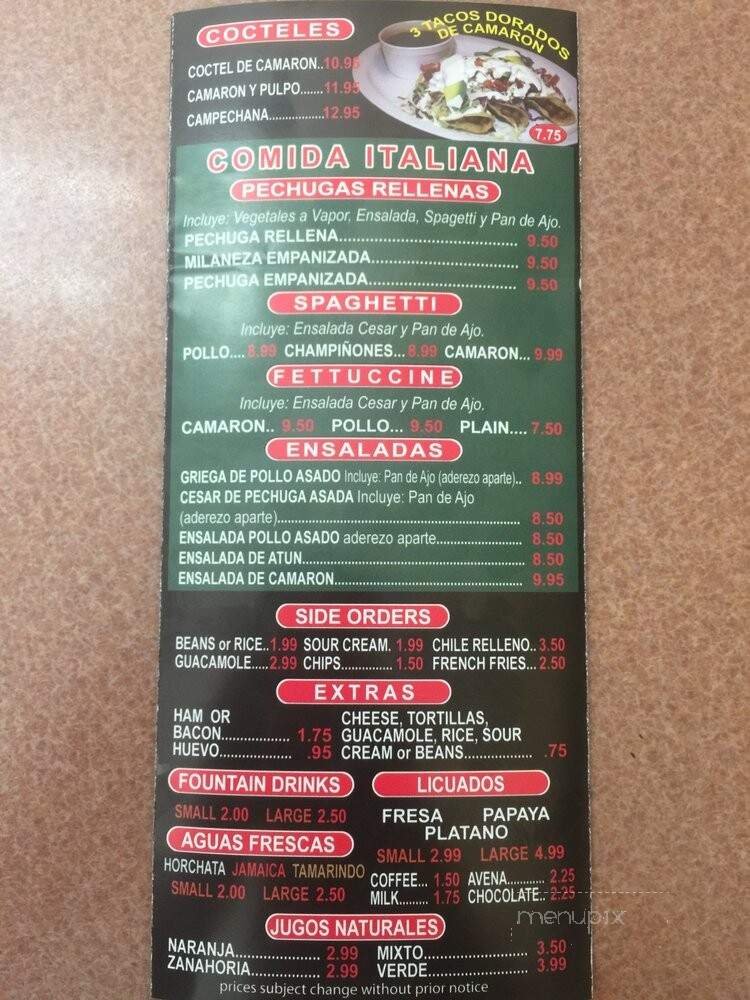 COCTELES
COCTEL DE CAMARON..10.95
CAMARON Y PULPO.......11.95
CAMPECHANA.................12.95
3 TACOS DORADOS
DE CAMARON
7.75
COMIDA ITALIANA
PECHUGAS RELLENAS
Incluye: Vegetales a Vapor, Ensalada, Spagetti y Pan de Ajo.
PECHUGA RELLENA.................................... 9.50
MILANEZA EMPANIZADA.............................. 9.50
PECHUGA EMPANIZADA.............................. 9.50
SPAGHETTI
Incluye: Ensalada Cesar y Pan de Ajo.
POLLO.... 8.99 CHAMPIÑONES... 8.99 CAMARON... 9.99
FETTUCCINE
Incluye: Ensalada Cesar y Pan de Ajo.
CAMARON.. 9.50 POLLO... 9.50 PLAIN.... 7.50
ENSALADAS
GRIEGA DE POLLO ASADO Incluye: Pan de Ajo (aderezo aparte).. 8.99
CESAR DE PECHUGA ASADA Incluye: Pan de Ajo
(aderezo aparte).................................................. 8.50
ENSALADA POLLO ASADO aderezo aparte................. 8.50
ENSALADA DE ATUN............................................. 8.50
ENSALADA DE CAMARON...................................... 9.95
SIDE ORDERS
BEANS or RICE..1.99 SOUR CREAM. 1.99 CHILE RELLENO.. 3.50
GUACAMOLE.....2.99 CHIPS.............. 1.50 FRENCH FRIES... 2.50
EXTRAS
HAM OR
BACON.................. 1.75
HUEVO................... .95
CHEESE, TORTILLAS,
GUACAMOLE, RICE, SOUR
CREAM or BEANS.................. .75
FOUNTAIN DRINKS
SMALL 2.00 LARGE 2.50
AGUAS FRESCAS
HORCHATA JAMAICA TAMARINDO
SMALL 2.00 LARGE 2.50
LICUADOS
FRESA PAPAYA
PLATANO
SMALL 2.99 LARGE 4.99
COFFEE... 1.50 AVENA........... 2.25
MILK......... 1.75 CHOCOLATE.. 2.25
menupix
JUGOS NATURALES
NARANJA.................. 2.99 MIXTO........................ 3.50
ZANAHORIA.............. 2.99 VERDE....................... 3.99
prices subject change without prior notice